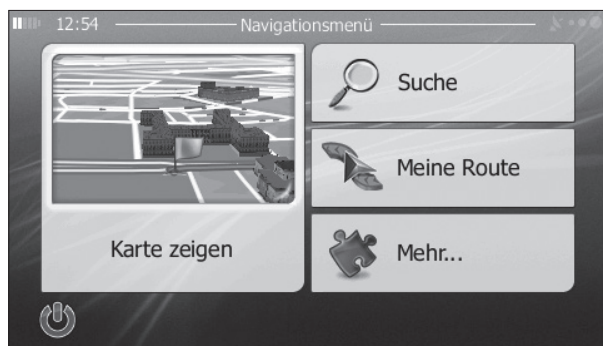 12:54
Navigationsmenü
Suche
Meine Route
Karte zeigen
Mehr...